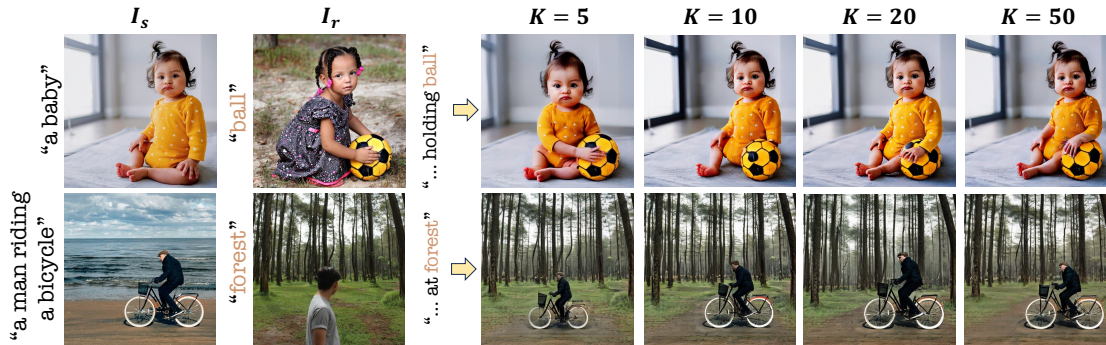 I_s
I_r
K = 5
K = 10
K = 20
K = 50
“a baby”
“ball”
“... holding ball”
“a man riding
a bicycle”
“forest”
“... at forest”